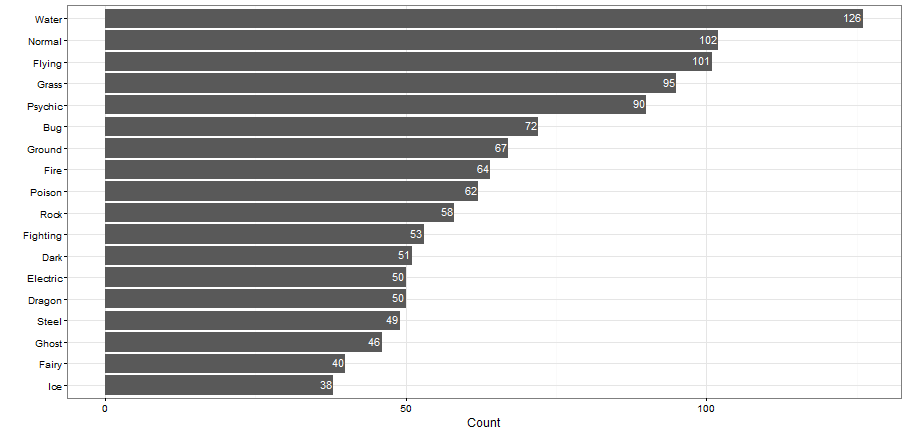 Water 126
Normal 102
Flying 101
Grass 95
Psychic 90
Bug 72
Ground 67
Fire 64
Poison 62
Rock 58
Fighting 53
Dark 51
Electric 50
Dragon 50
Steel 49
Ghost 46
Fairy 40
Ice 38
0 50 100
Count